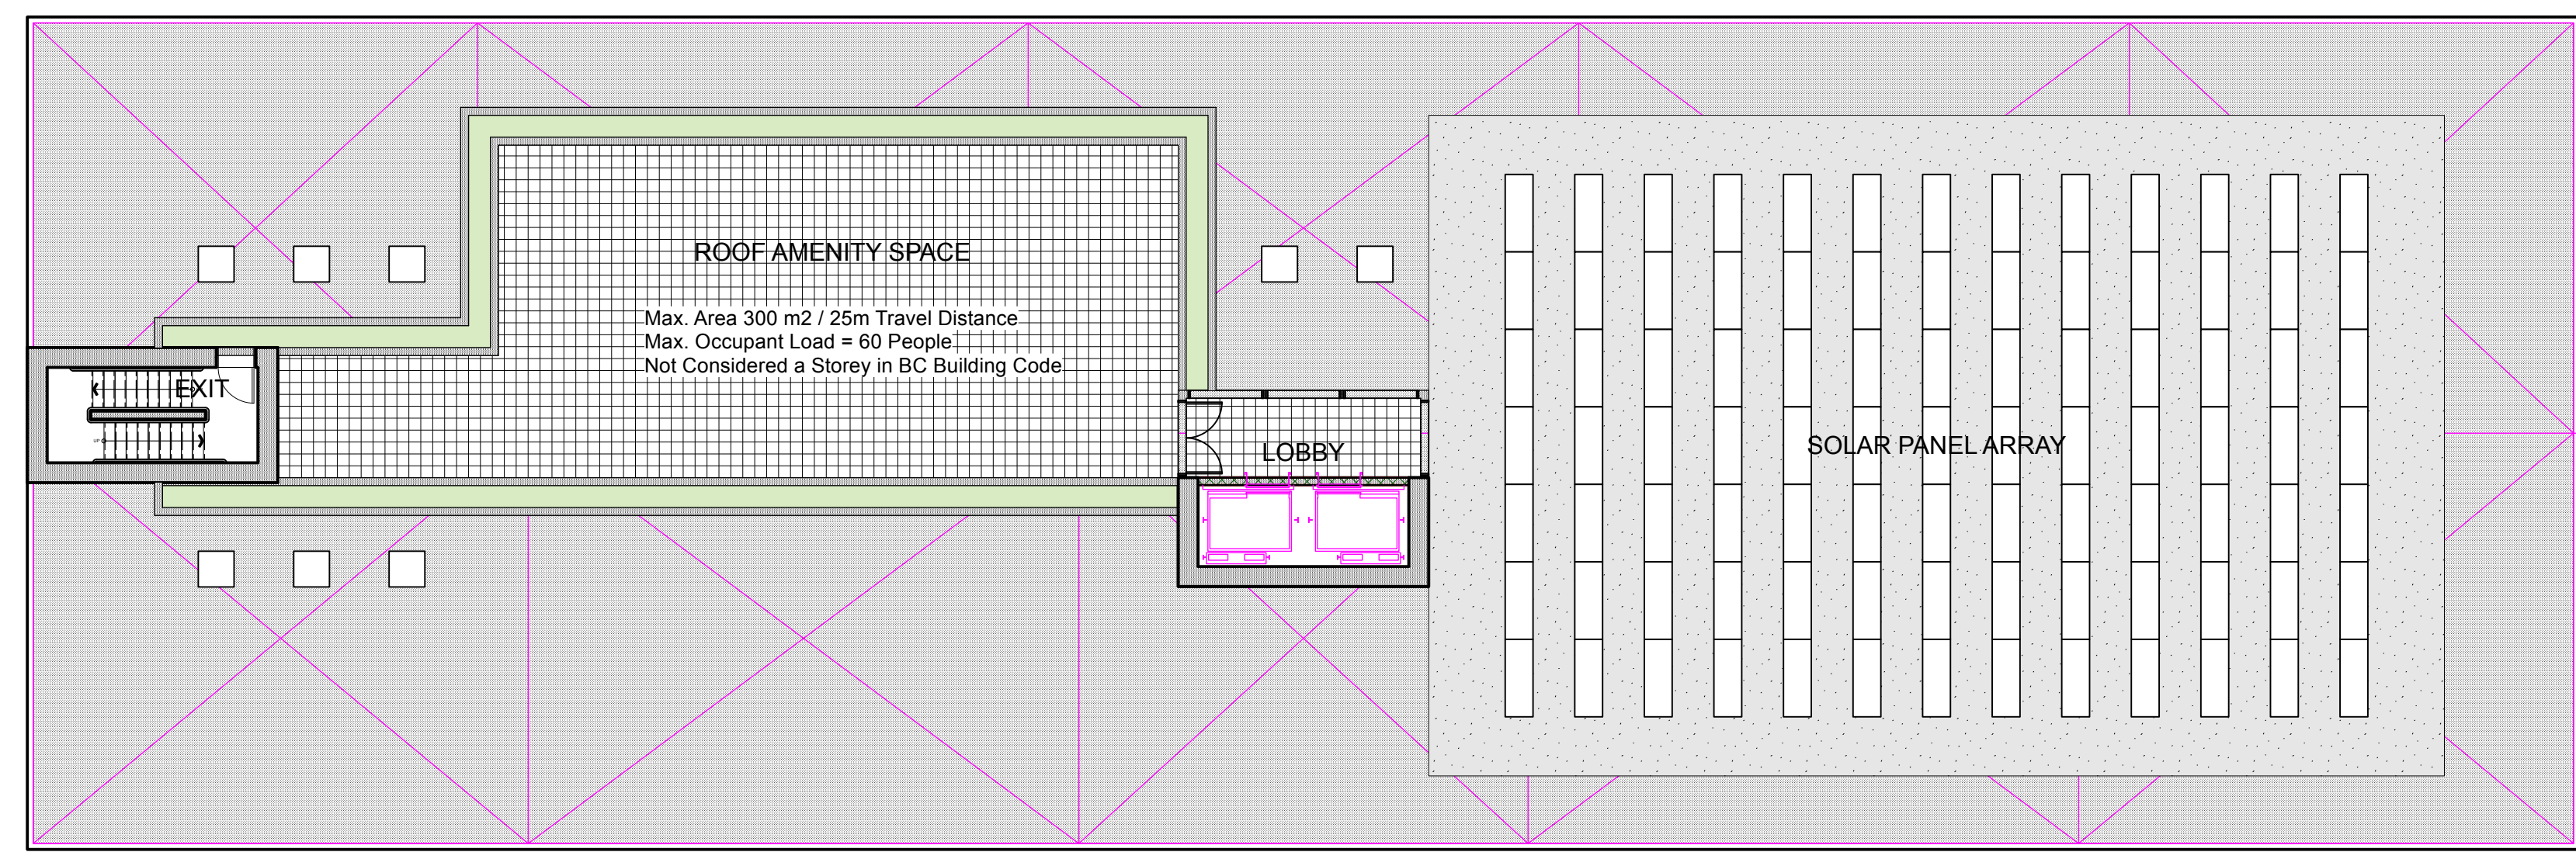 ROOF AMENITY SPACE
Max. Area 300 m2 / 25m Travel Distance
Max. Occupant Load = 60 People
Not Considered a Storey in BC Building Code
EXIT
UP
LOBBY
SOLAR PANEL ARRAY